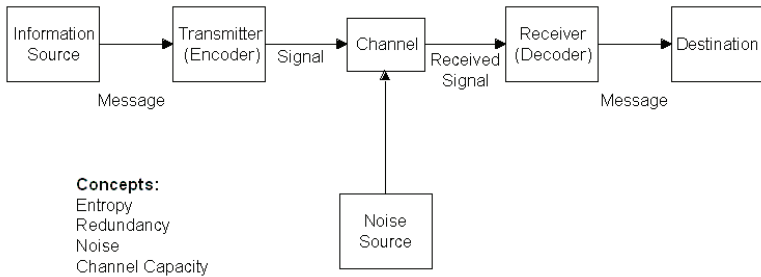 Information
Source
Transmitter
(Encoder)
Channel
Receiver
(Decoder)
Destination
Message
Signal
Received
Signal
Message
Concepts:
Entropy
Redundancy
Noise
Channel Capacity
Noise
Source